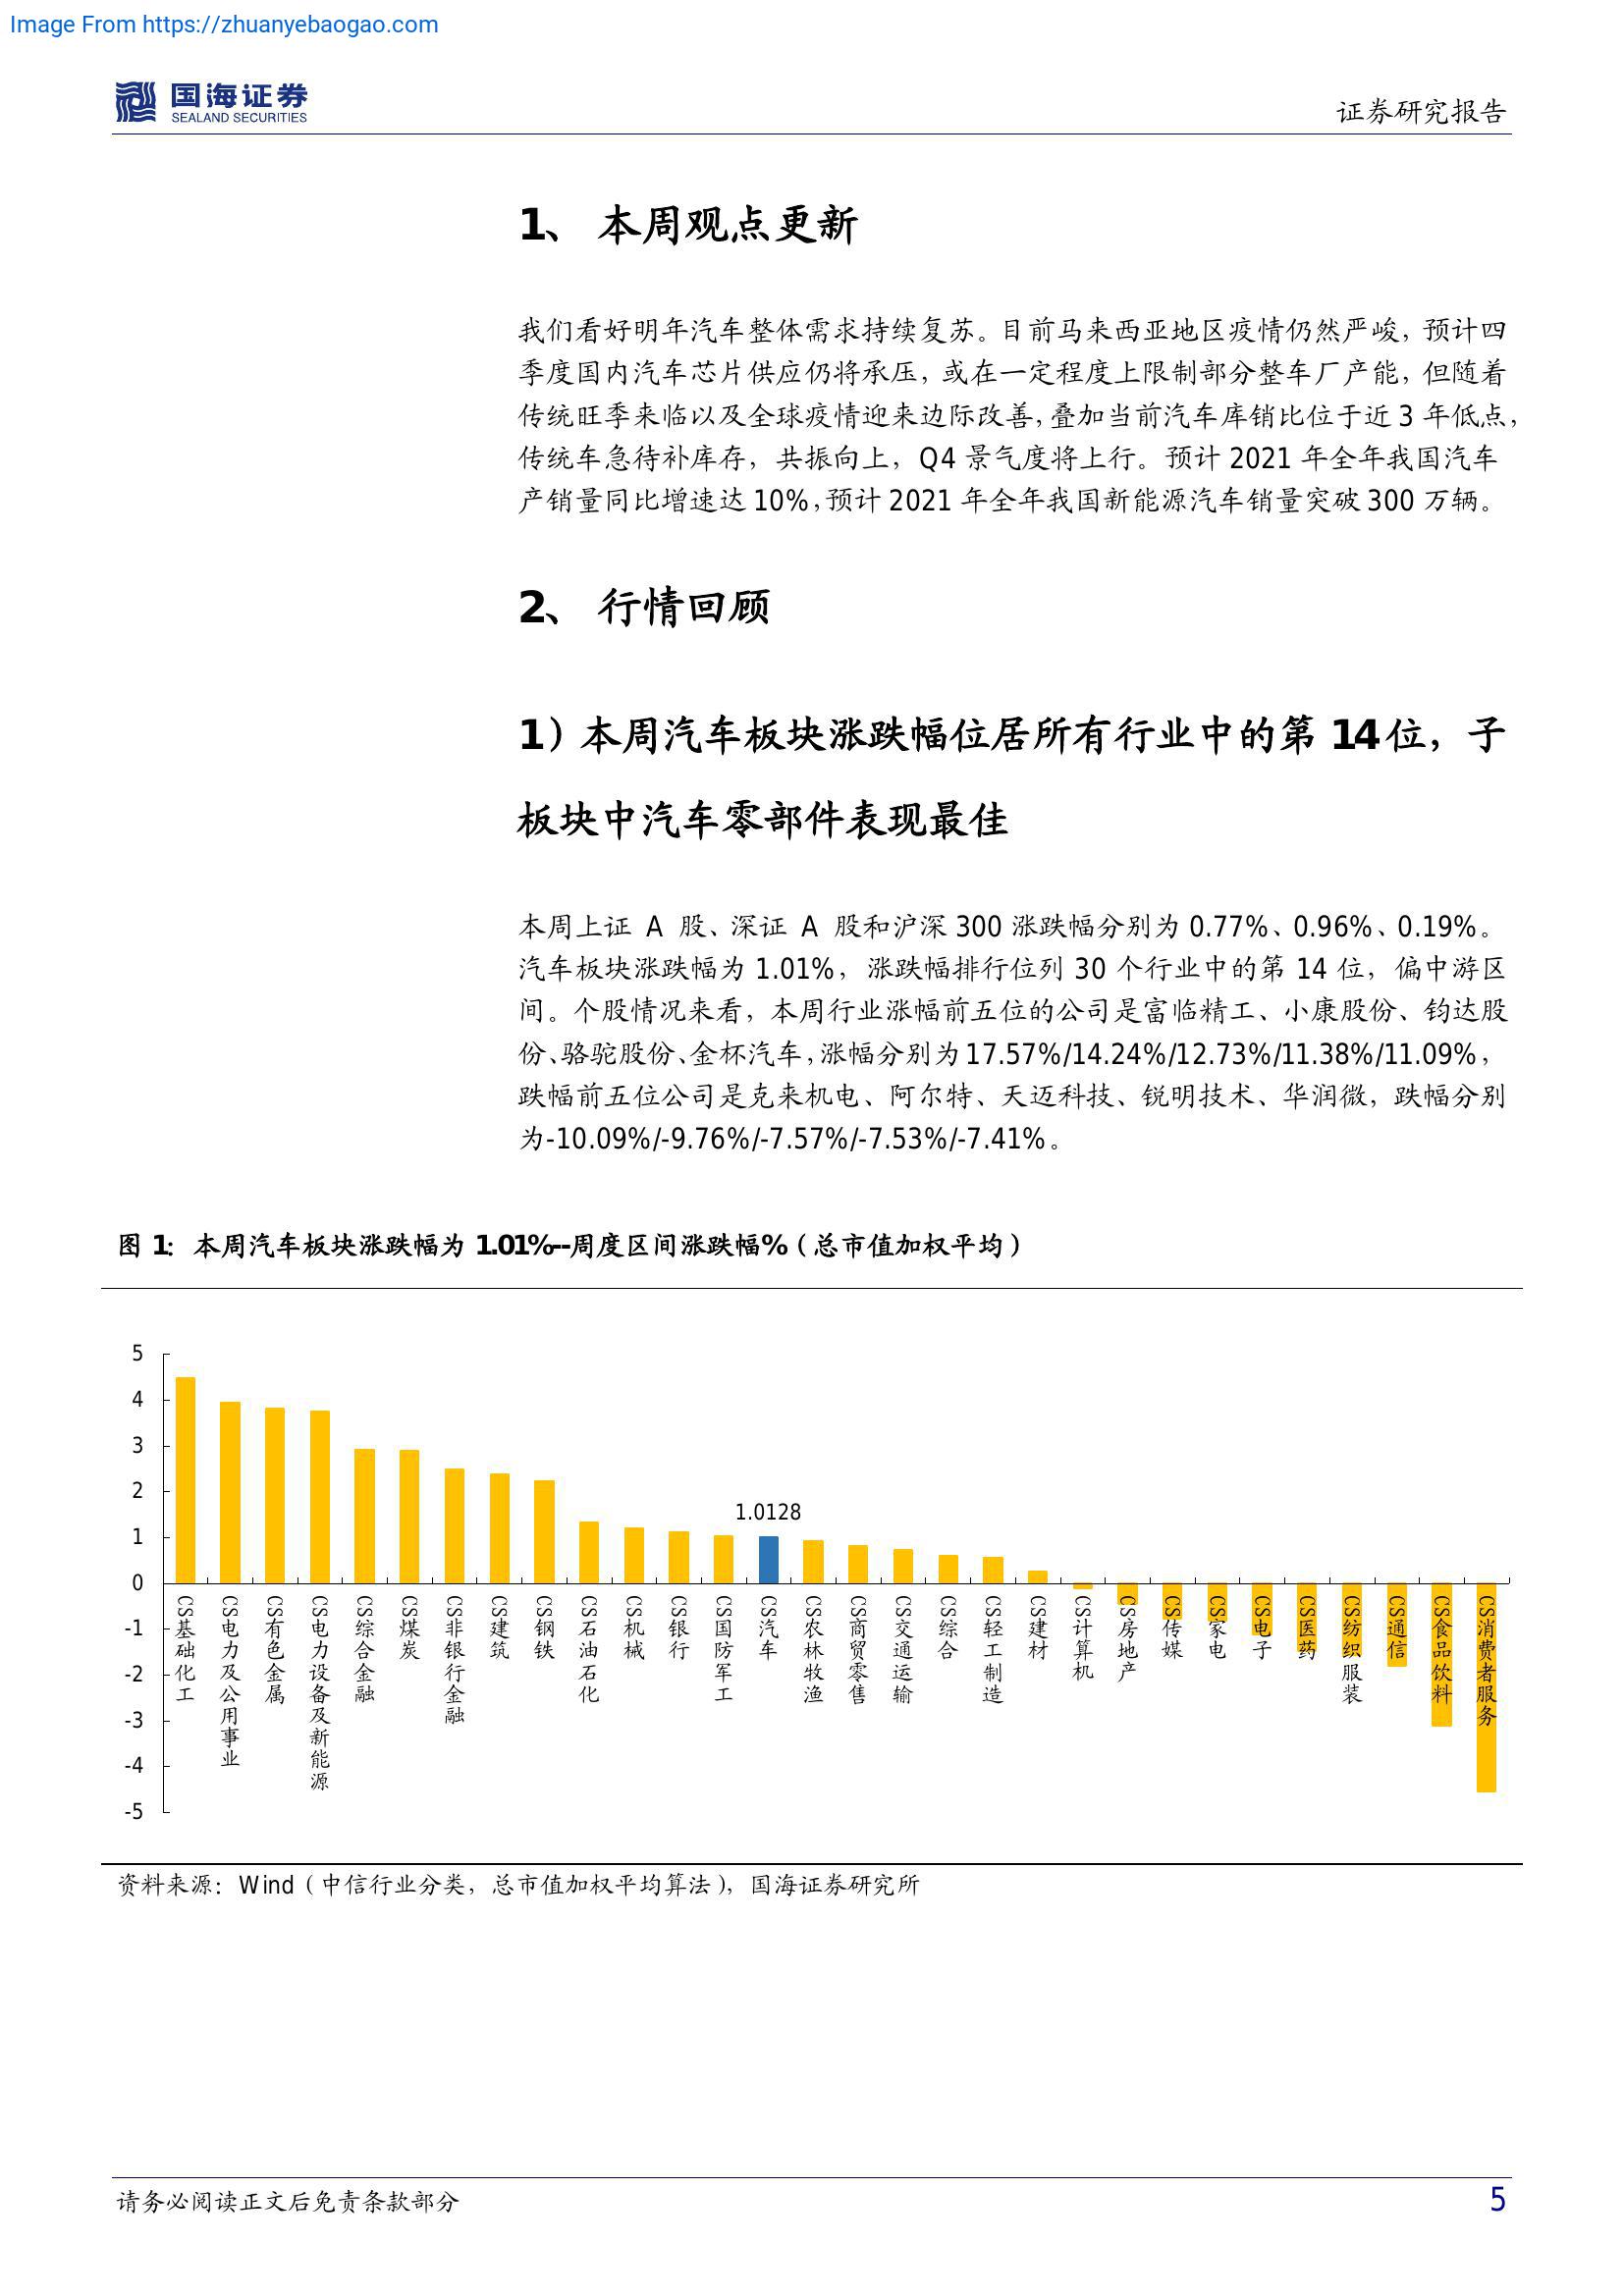 Image From https://zhuanyebaogao.com
国海证券
SEALAND SECURITIES
证券研究报告
1、 本周观点更新
我们看好明年汽车整体需求持续复苏。目前马来西亚地区疫情仍然严峻，预计四
季度国内汽车芯片供应仍将承压，或在一定程度上限制部分整车厂产能，但随着
传统旺季来临以及全球疫情迎来边际改善，叠加当前汽车库销比位于近 3 年低点，
传统车急待补库存，共振向上，Q4 景气度将上行。预计 2021 年全年我国汽车
产销量同比增速达 10%，预计 2021 年全年我国新能源汽车销量突破 300 万辆。
2、 行情回顾
1）本周汽车板块涨跌幅位居所有行业中的第 14 位，子
板块中汽车零部件表现最佳
本周上证 A 股、深证 A 股和沪深 300 涨跌幅分别为 0.77%、0.96%、0.19%。
汽车板块涨跌幅为 1.01%，涨跌幅排行位列 30 个行业中的第 14 位，偏中游区
间。个股情况来看，本周行业涨幅前五位的公司是富临精工、小康股份、钧达股
份、骆驼股份、金杯汽车，涨幅分别为 17.57%/14.24%/12.73%/11.38%/11.09%，
跌幅前五位公司是克来机电、阿尔特、天迈科技、锐明技术、华润微，跌幅分别
为-10.09%/-9.76%/-7.57%/-7.53%/-7.41%。
图 1：本周汽车板块涨跌幅为 1.01%--周度区间涨跌幅%（总市值加权平均）
5
4
3
2
1
0
-1
-2
-3
-4
-5
1.0128
CS基础化工
CS电力及公用事业
CS有色金属
CS电力设备及新能源
CS综合金融
CS煤炭
CS非银行金融
CS建筑
CS钢铁
CS石油石化
CS机械
CS银行
CS国防军工
CS汽车
CS农林牧渔
CS商贸零售
CS交通运输
CS综合
CS轻工制造
CS建材
CS计算机
CS房地产
CS传媒
CS家电
CS电子
CS医药
CS纺织服装
CS通信
CS食品饮料
CS消费者服务
资料来源：Wind（中信行业分类，总市值加权平均算法），国海证券研究所
请务必阅读正文后免责条款部分
5